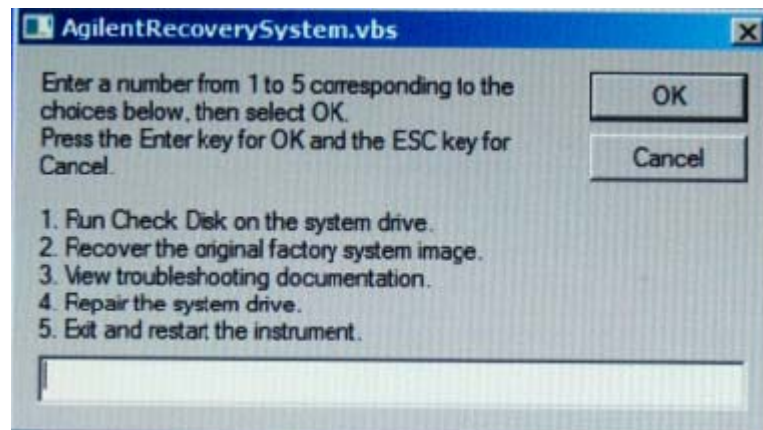 AgilentRecoverySystem.vbs
Enter a number from 1 to 5 corresponding to the
choices below, then select OK.
Press the Enter key for OK and the ESC key for
Cancel.
OK
Cancel
1. Run Check Disk on the system drive.
2. Recover the original factory system image.
3. View troubleshooting documentation.
4. Repair the system drive.
5. Exit and restart the instrument.